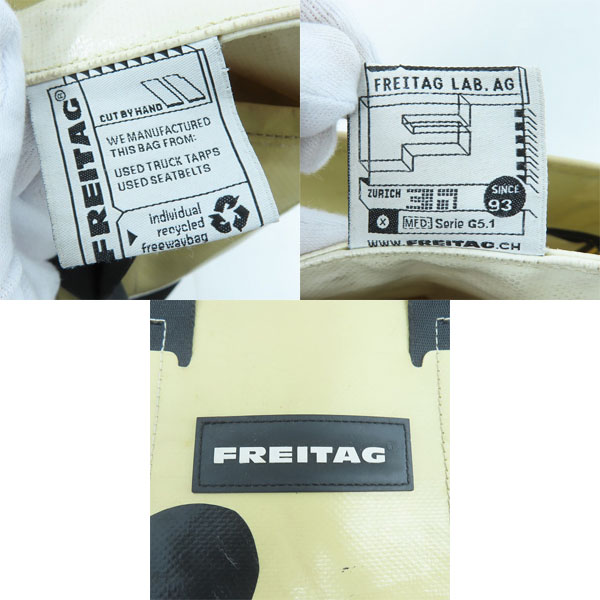 FREITAG®
CUT BY HAND
WE MANUFACTURED
THIS BAG FROM:
USED TRUCK TARPS
USED SEATBELTS
individual
recycled
freewaybag
FREITAG LAB. AG
ZURICH
SINCE
93
X MFD: Serie G5.1
WWW.FREITAG.CH
FREITAG